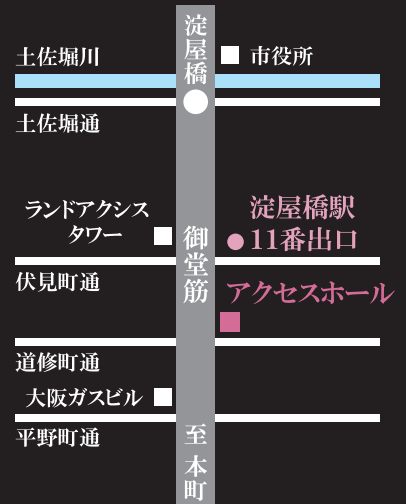 淀屋橋
市役所
土佐堀川
土佐堀通
ランドアクシス
タワー
淀屋橋駅
11番出口
御堂筋
伏見町通
アクセスホール
道修町通
大阪ガスビル
平野町通
至 本町